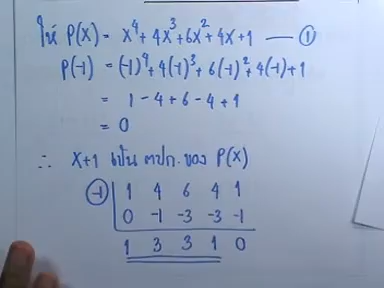 ให้ P(x) = x⁴ + 4x³ + 6x² + 4x + 1 — ①
P(-1) = (-1)⁴ + 4(-1)³ + 6(-1)² + 4(-1) + 1
= 1 - 4 + 6 - 4 + 1
= 0
∴ x+1 เป็น ตปก. ของ P(x)
-1 | 1 4 6 4 1
0 -1 -3 -3 -1
1 3 3 1 0